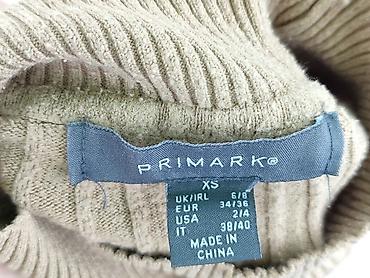 PRIMARK®
XS
UK/IRL 6/8
EUR 34/36
USA 2/4
IT 38/40
MADE IN
CHINA